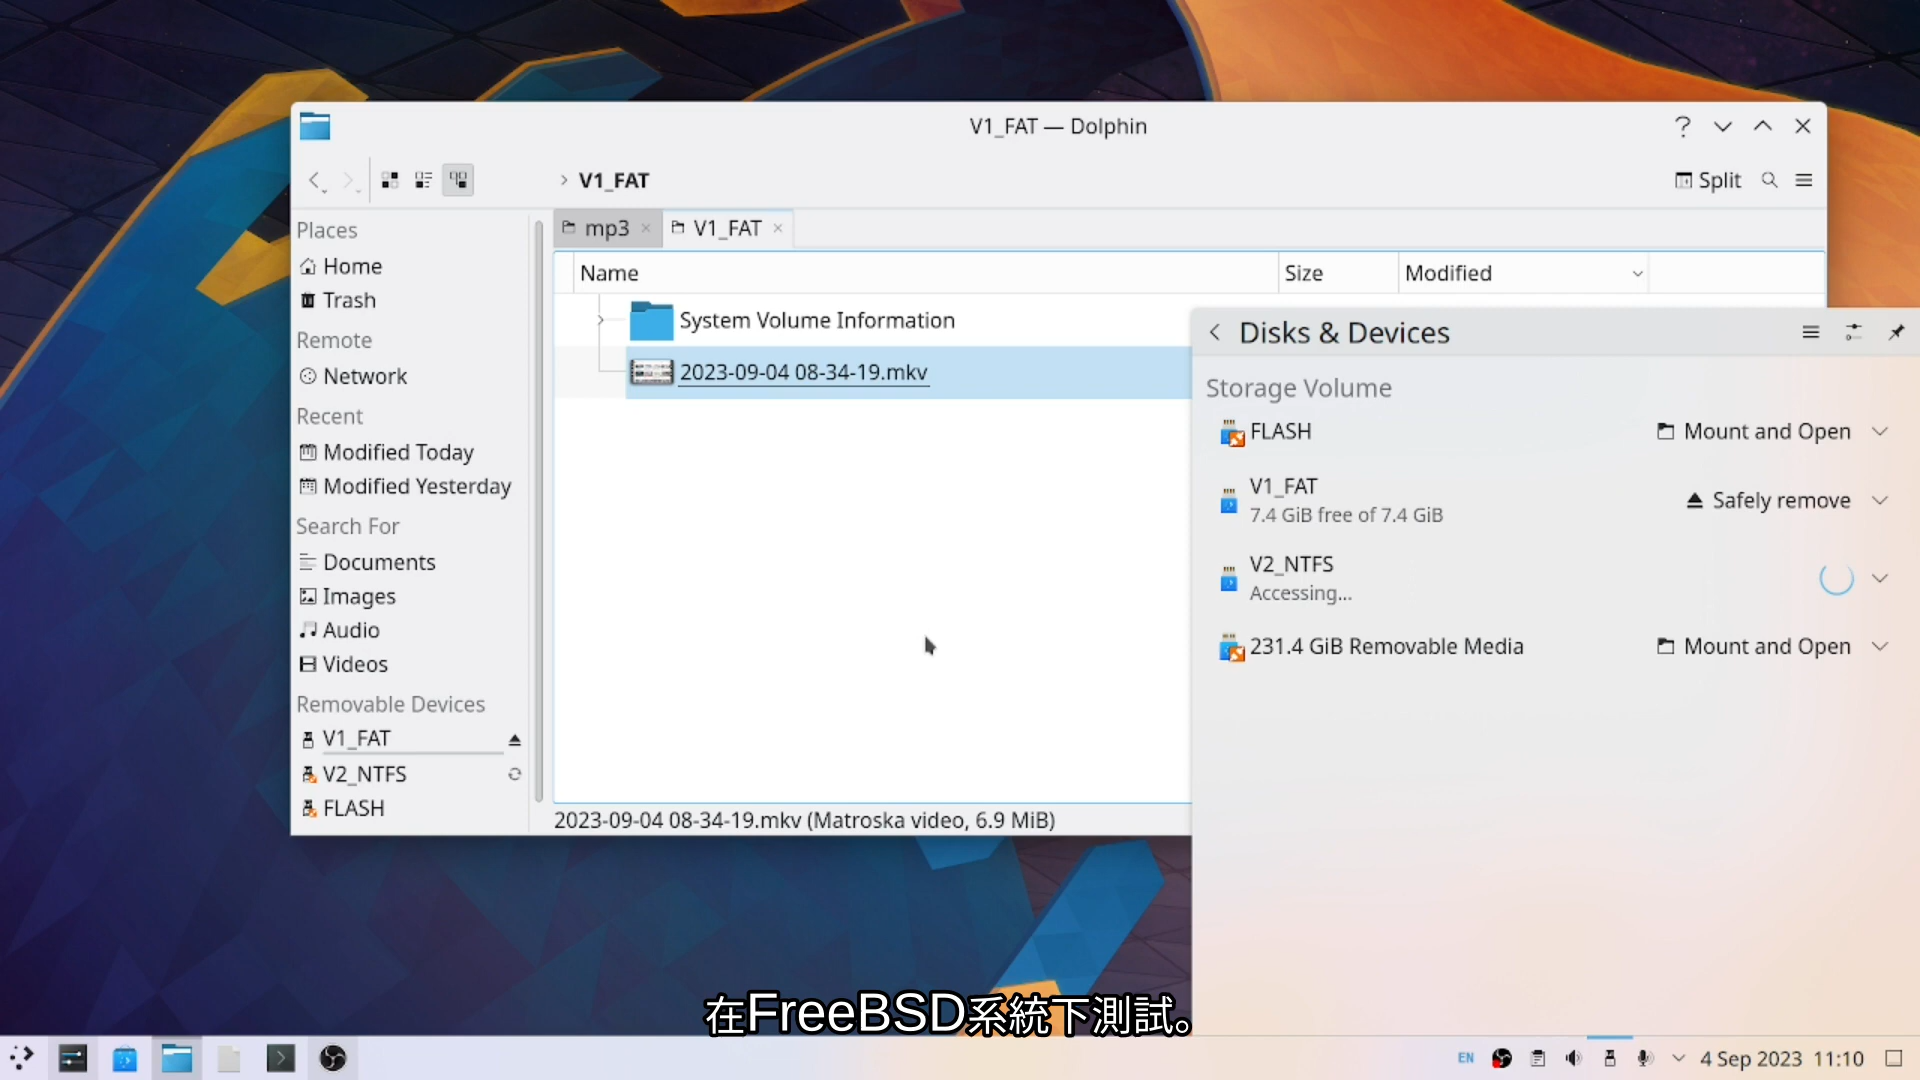 V1_FAT — Dolphin
V1_FAT
Split
Places
Home
Trash
Remote
Network
Recent
Modified Today
Modified Yesterday
Search For
Documents
Images
Audio
Videos
Removable Devices
V1_FAT
V2_NTFS
FLASH
mp3
V1_FAT
Name
Size
Modified
System Volume Information
2023-09-04 08-34-19.mkv
2023-09-04 08-34-19.mkv (Matroska video, 6.9 MiB)
Disks & Devices
Storage Volume
FLASH
Mount and Open
V1_FAT
7.4 GiB free of 7.4 GiB
Safely remove
V2_NTFS
Accessing...
231.4 GiB Removable Media
Mount and Open
在FreeBSD系統下測試。
EN
4 Sep 2023 11:10